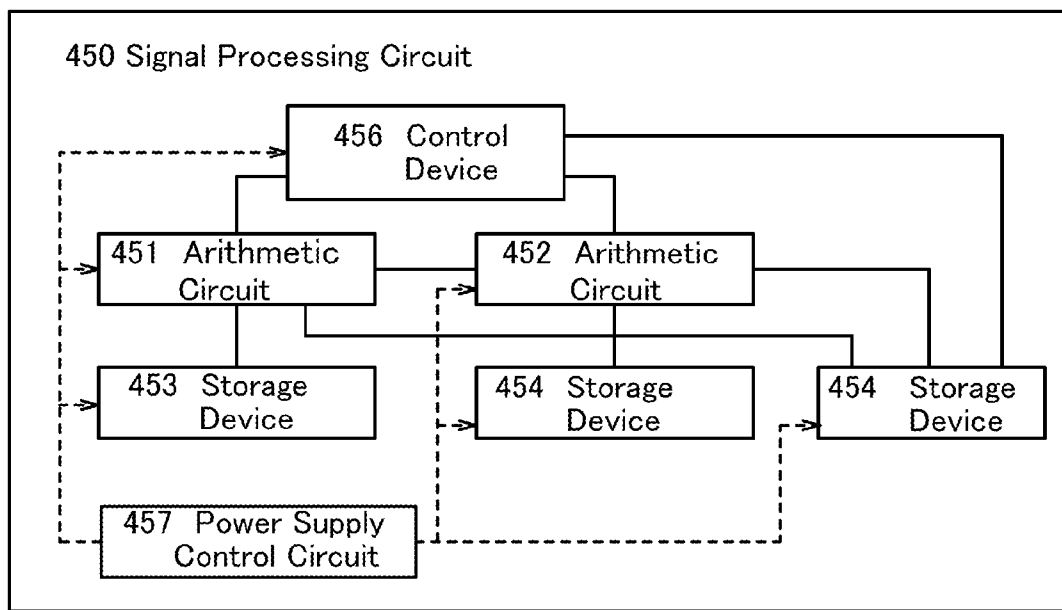 450 Signal Processing Circuit
456 Control
Device
451 Arithmetic
Circuit
452 Arithmetic
Circuit
453 Storage
Device
454 Storage
Device
454 Storage
Device
457 Power Supply
Control Circuit